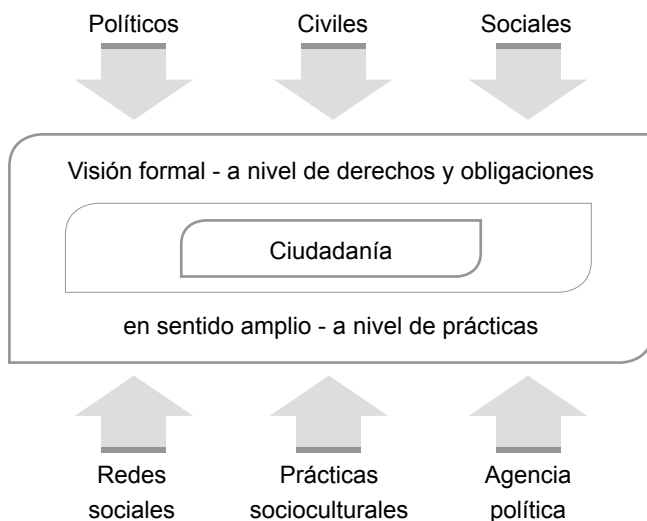 Políticos Civiles Sociales
Visión formal - a nivel de derechos y obligaciones
Ciudadanía
en sentido amplio - a nivel de prácticas
Redes sociales
Prácticas socioculturales
Agencia política